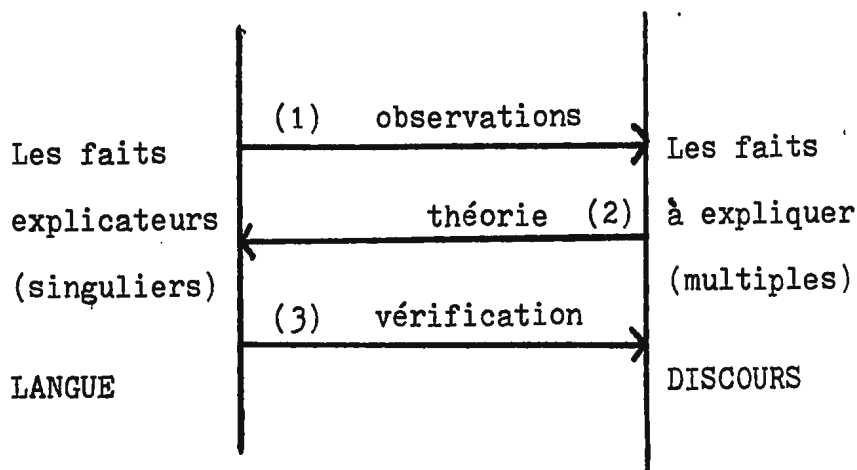 (1) observations
Les faits
explicateurs
(singuliers)
LANGUE
théorie (2)
(3) vérification
Les faits
à expliquer
(multiples)
DISCOURS